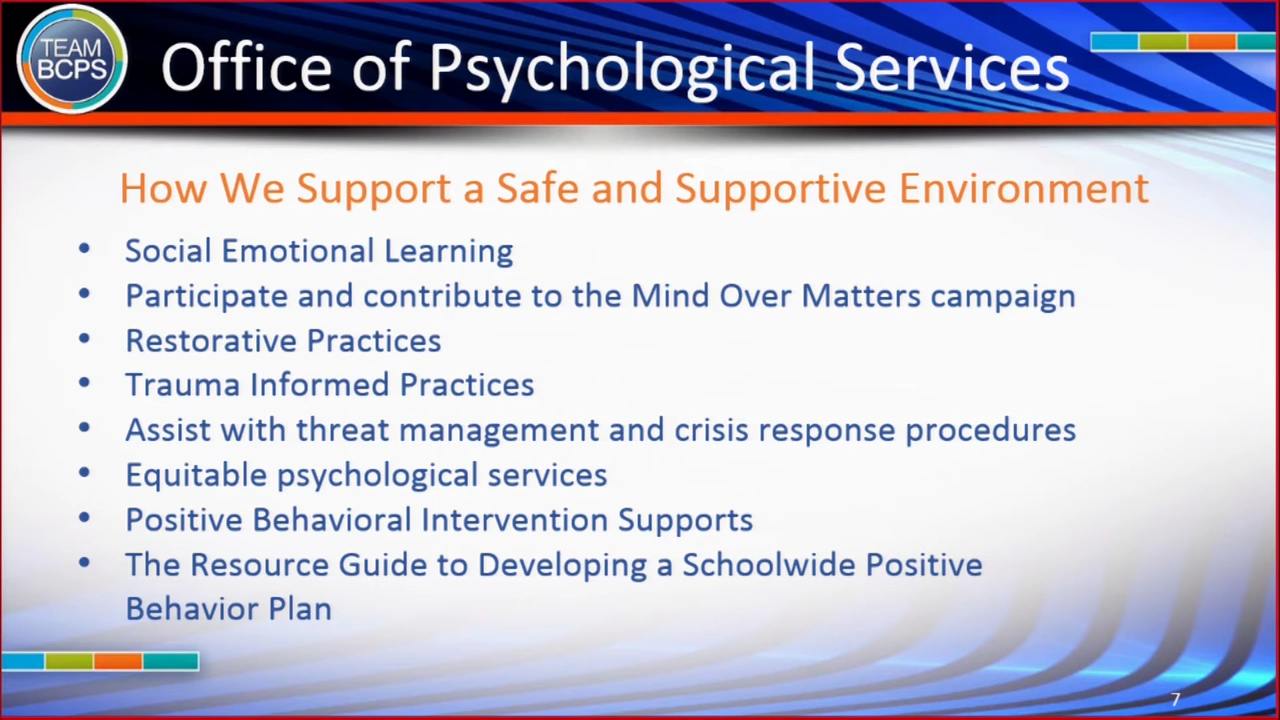 TEAM
BCPS
Office of Psychological Services
How We Support a Safe and Supportive Environment
• Social Emotional Learning
• Participate and contribute to the Mind Over Matters campaign
• Restorative Practices
• Trauma Informed Practices
• Assist with threat management and crisis response procedures
• Equitable psychological services
• Positive Behavioral Intervention Supports
• The Resource Guide to Developing a Schoolwide Positive
Behavior Plan
7